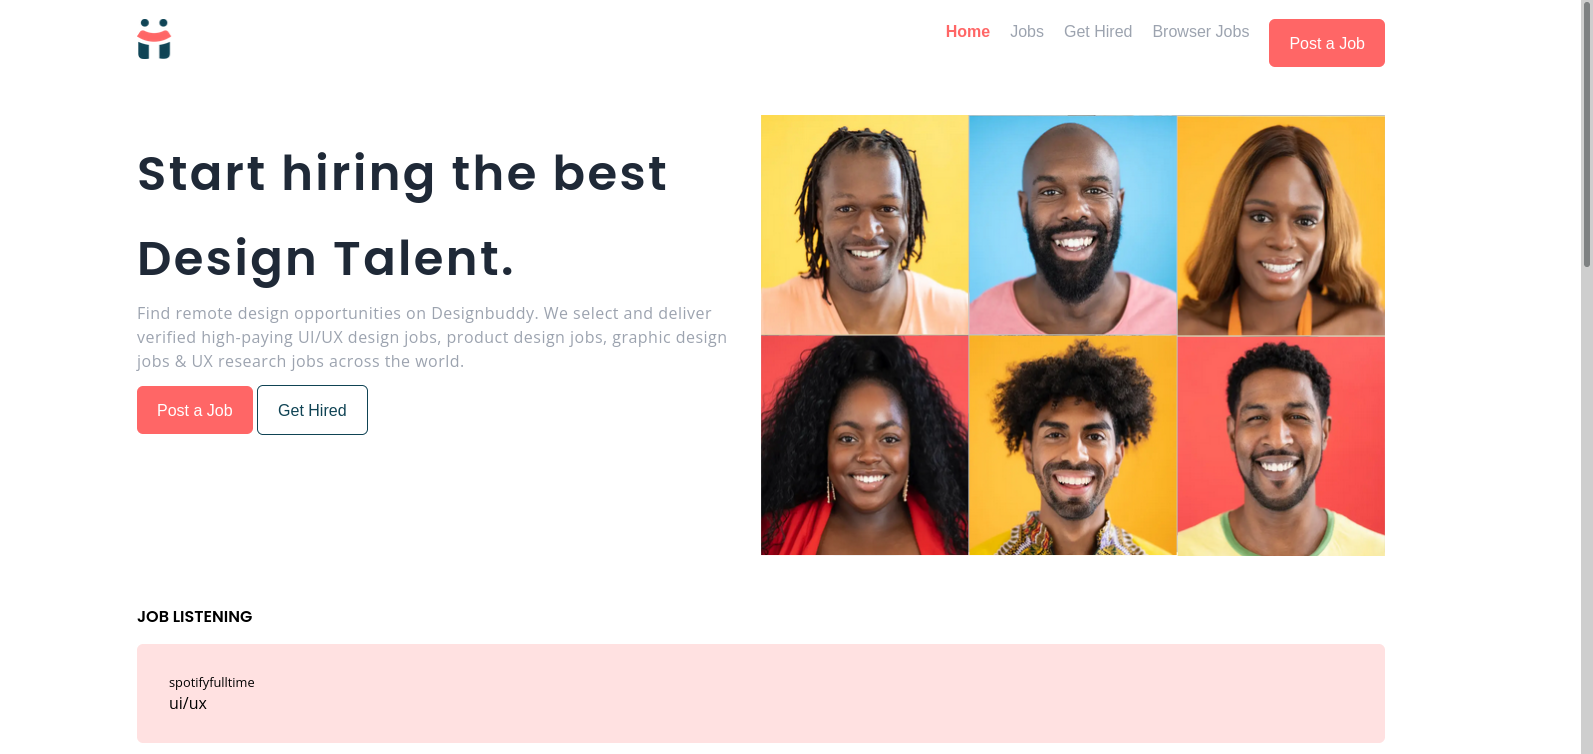 Home Jobs Get Hired Browser Jobs Post a Job
Start hiring the best
Design Talent.
Find remote design opportunities on Designbuddy. We select and deliver
verified high-paying UI/UX design jobs, product design jobs, graphic design
jobs & UX research jobs across the world.
Post a Job Get Hired
JOB LISTENING
spotifyfulltime
ui/ux